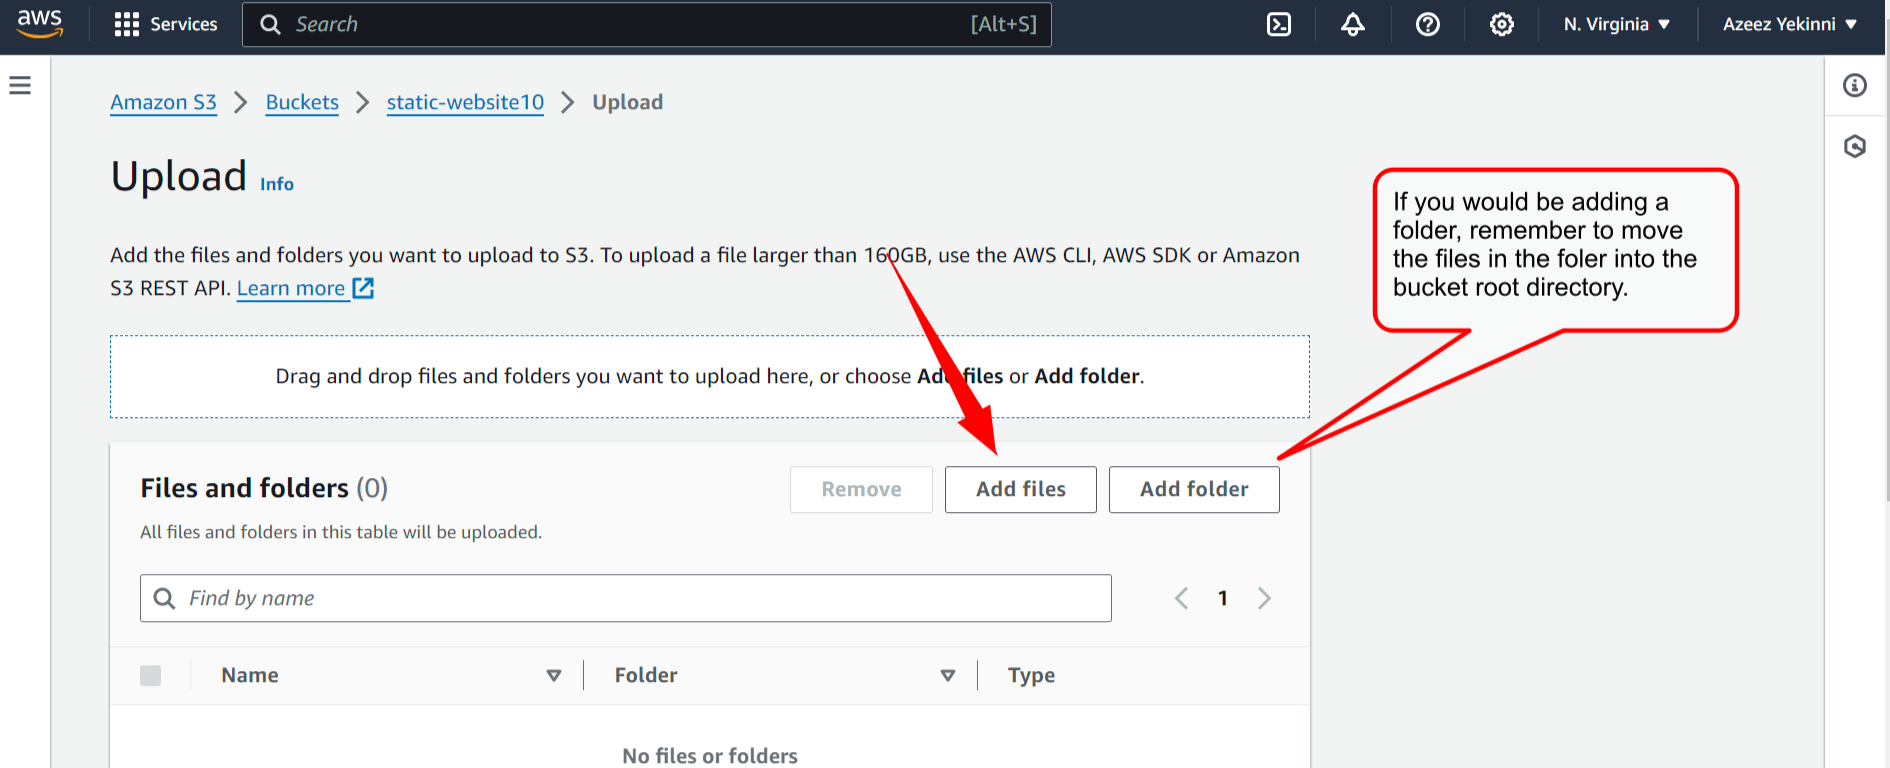 aws Services Search [Alt+S] N. Virginia Azeez Yekinni
Amazon S3 Buckets static-website10 Upload
Upload Info
Add the files and folders you want to upload to S3. To upload a file larger than 160GB, use the AWS CLI, AWS SDK or Amazon
S3 REST API. Learn more
If you would be adding a
folder, remember to move
the files in the foler into the
bucket root directory.
Drag and drop files and folders you want to upload here, or choose Add files or Add folder.
Files and folders (0) Remove Add files Add folder
All files and folders in this table will be uploaded.
Find by name 1
Name Folder Type
No files or folders